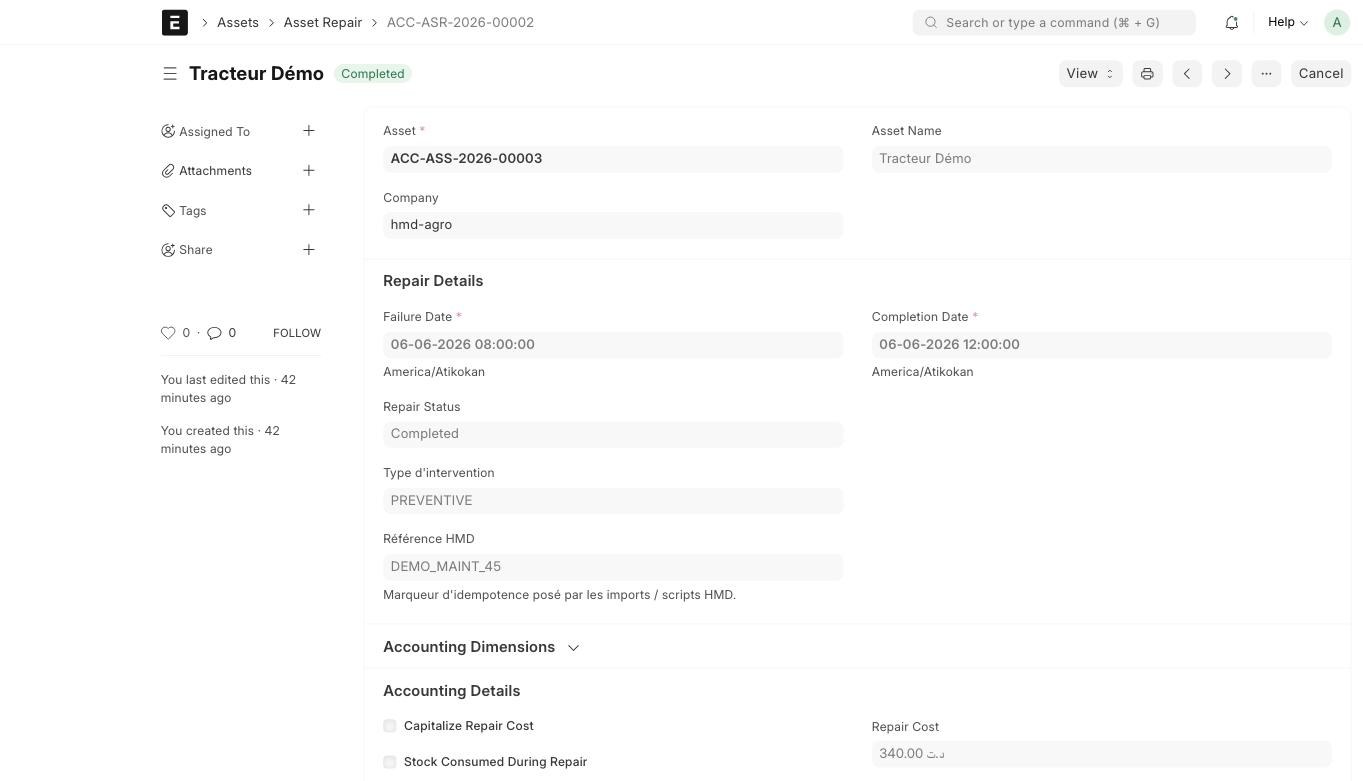 E
Assets
Asset Repair
ACC-ASR-2026-00002
Search or type a command (⌘ + G)
Help
A
Tracteur Démo
Completed
View
Cancel
Assigned To
Attachments
Tags
Share
0 · 0
FOLLOW
You last edited this · 42
minutes ago
You created this · 42
minutes ago
Asset *
ACC-ASS-2026-00003
Asset Name
Tracteur Démo
Company
hmd-agro
Repair Details
Failure Date *
06-06-2026 08:00:00
America/Atikokan
Completion Date *
06-06-2026 12:00:00
America/Atikokan
Repair Status
Completed
Type d'intervention
PREVENTIVE
Référence HMD
DEMO_MAINT_45
Marqueur d'idempotence posé par les imports / scripts HMD.
Accounting Dimensions
Accounting Details
Capitalize Repair Cost
Stock Consumed During Repair
Repair Cost
340.00 د.ت